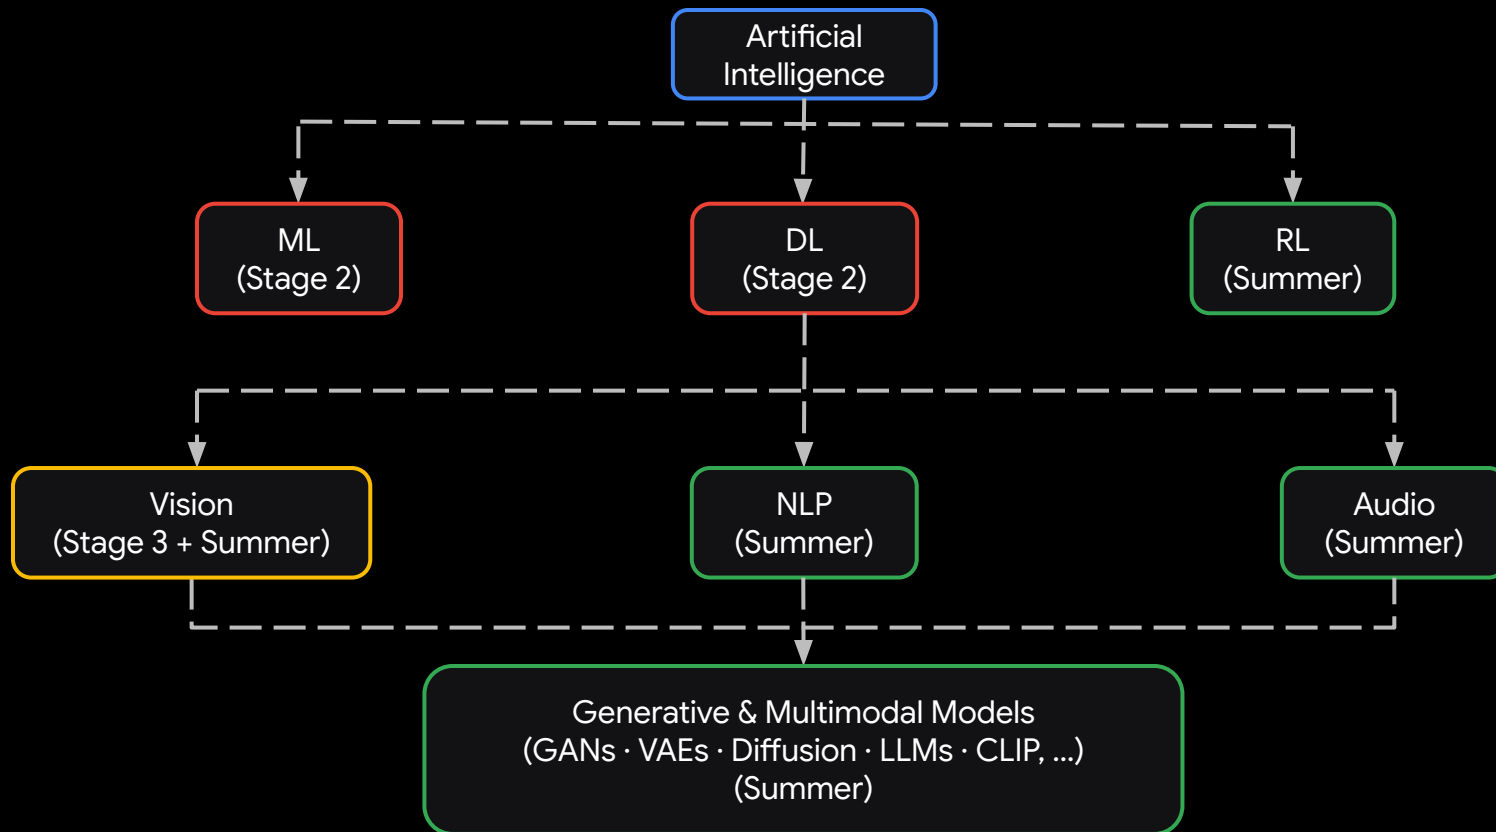 Artificial
Intelligence
ML
(Stage 2)
DL
(Stage 2)
RL
(Summer)
Vision
(Stage 3 + Summer)
NLP
(Summer)
Audio
(Summer)
Generative & Multimodal Models
(GANs · VAEs · Diffusion · LLMs · CLIP, ...)
(Summer)